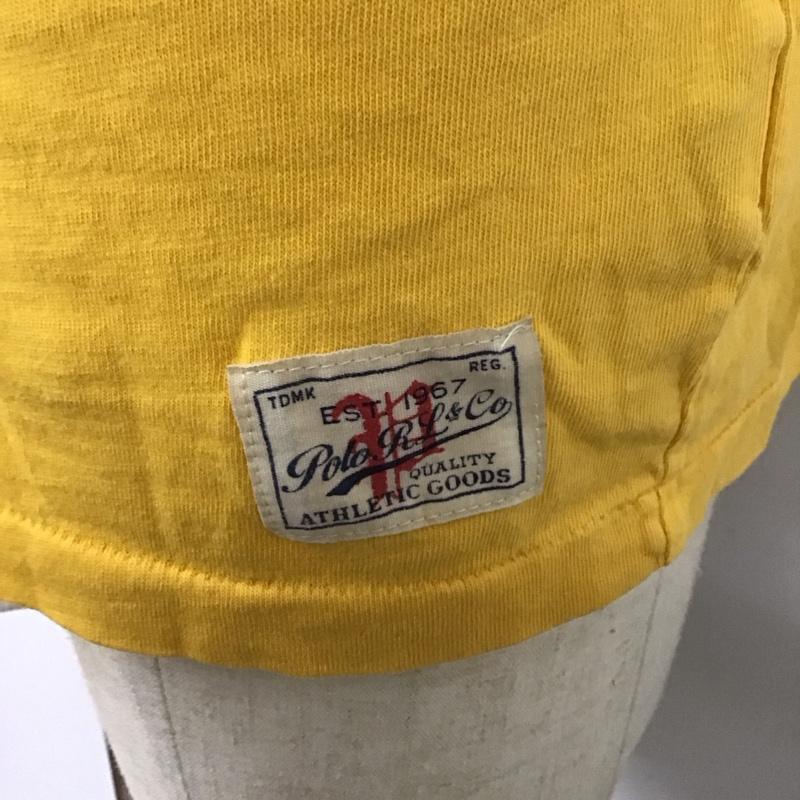 TDMK REG.
EST. 1967
P
Polo R.L & Co
QUALITY
ATHLETIC GOODS